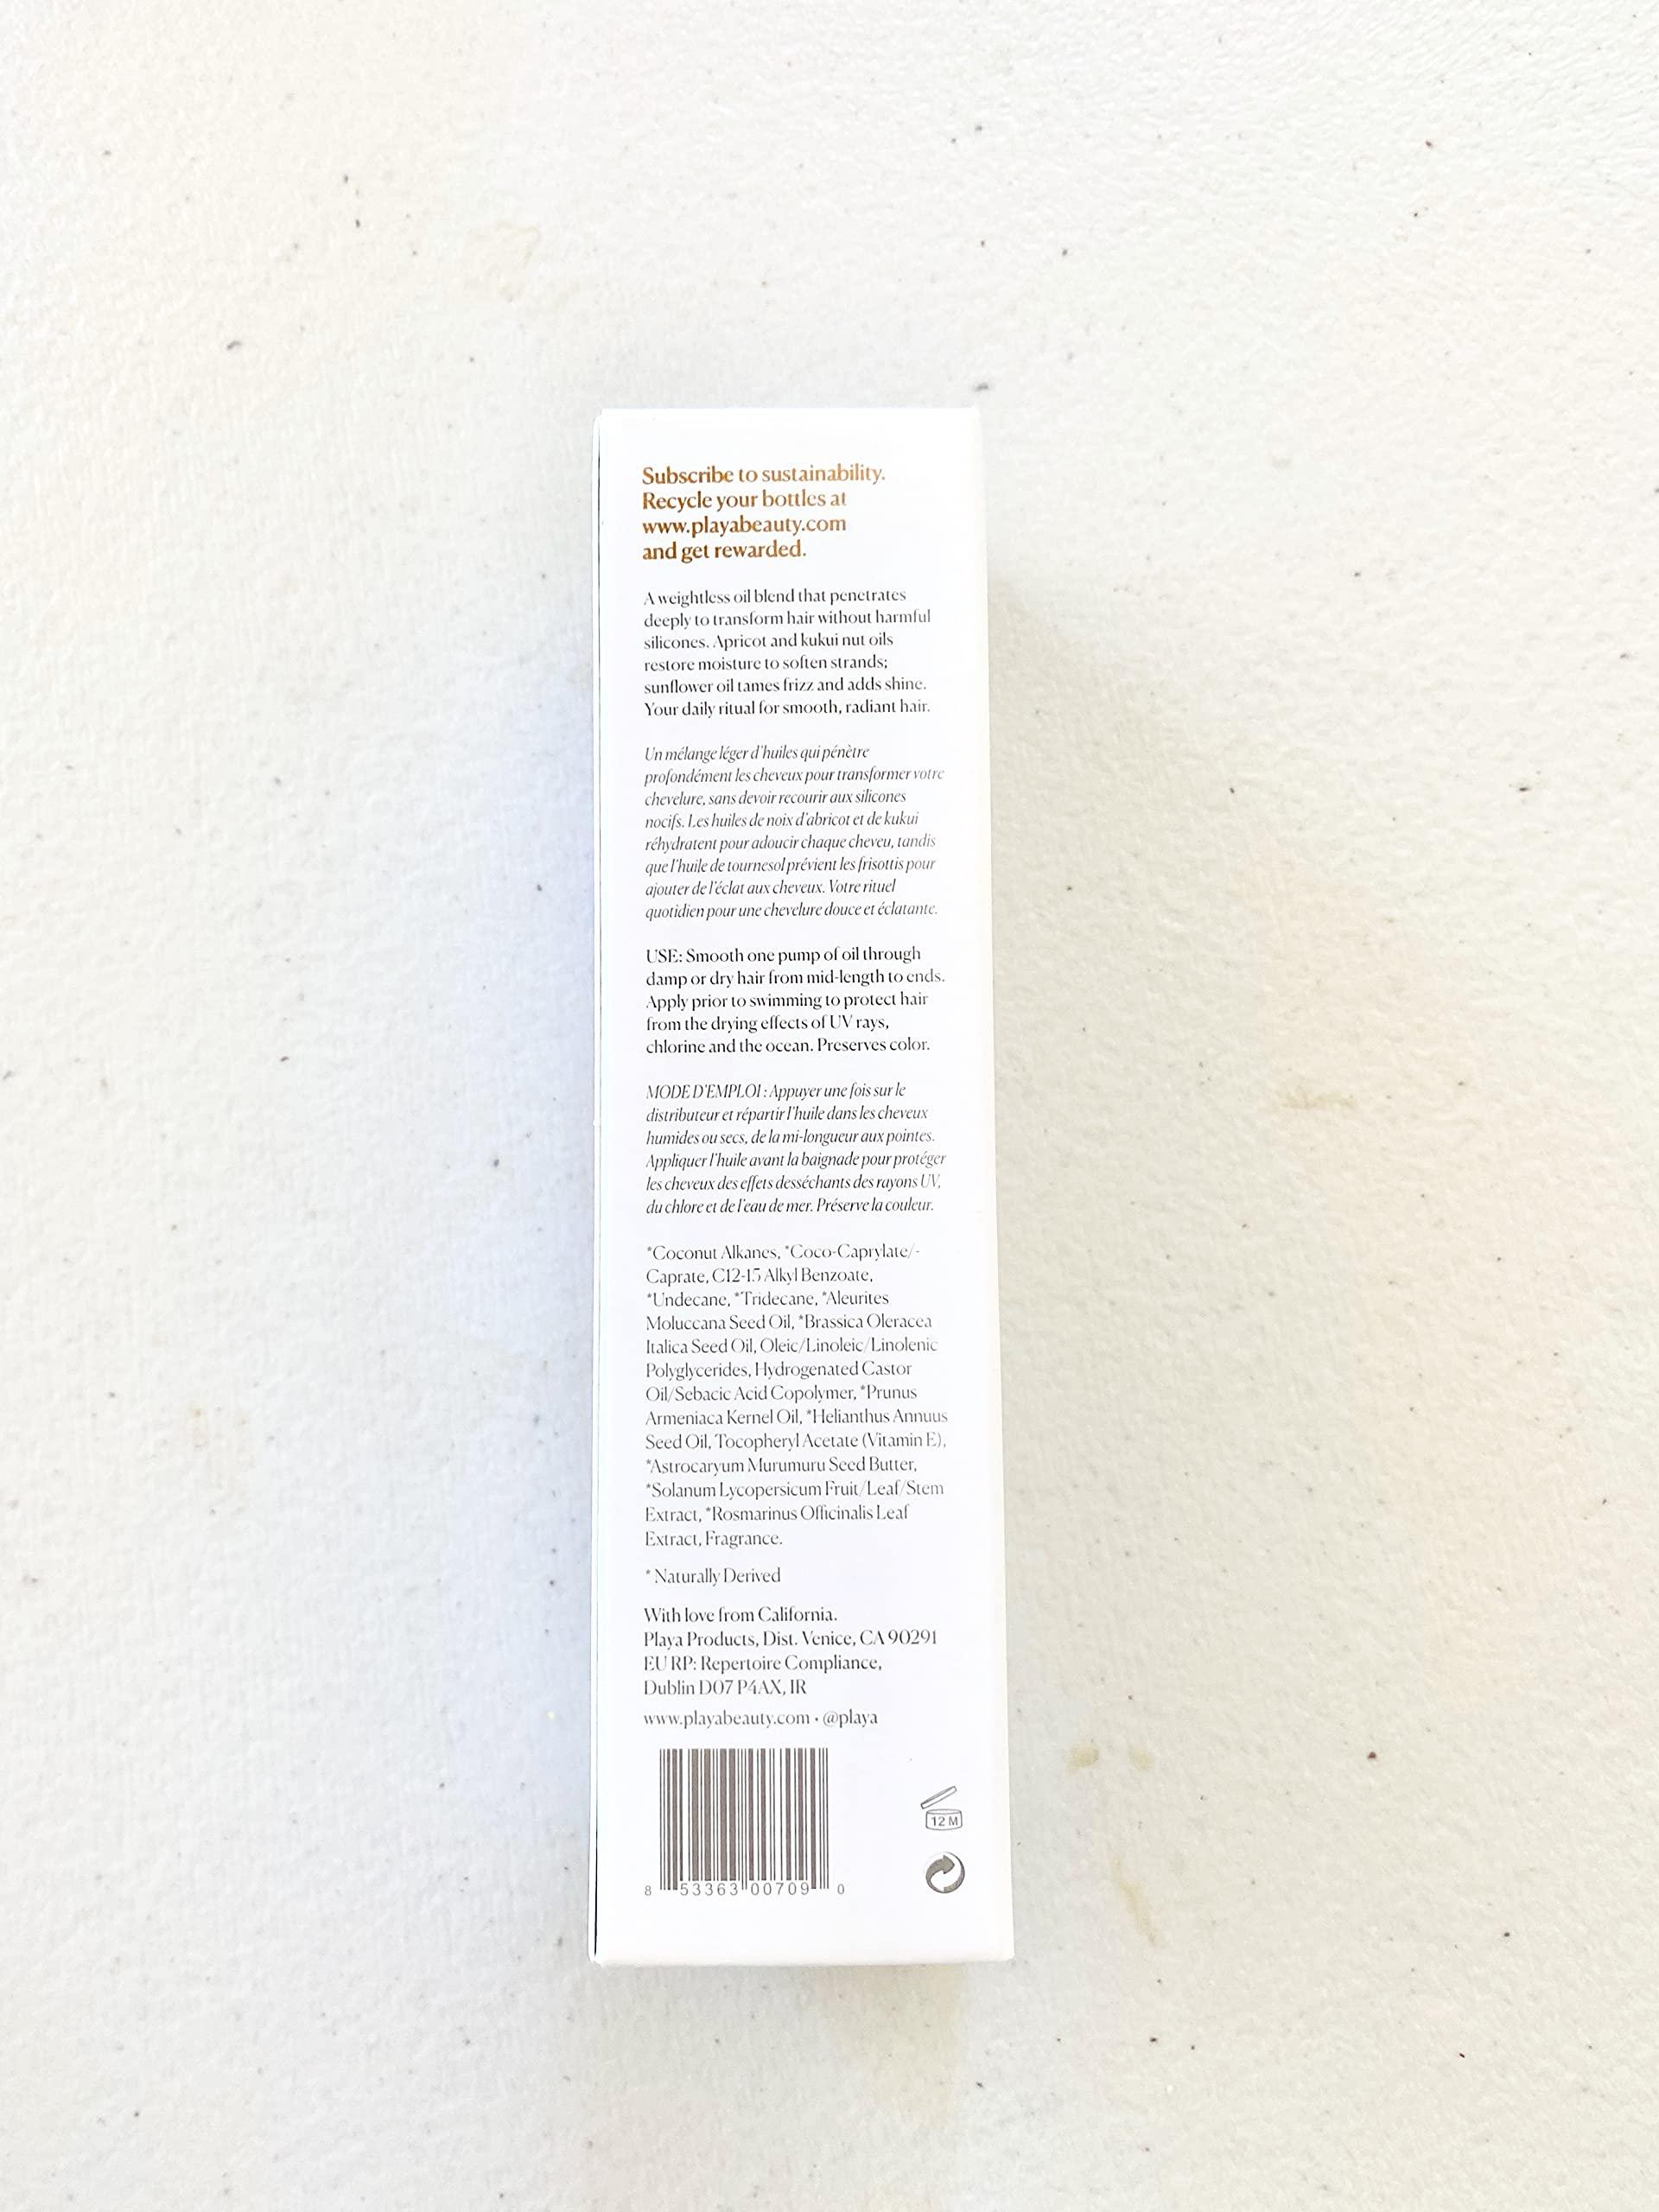 Subscribe to sustainability.
Recycle your bottles at
www.playabeauty.com
and get rewarded.
A weightless oil blend that penetrates
deeply to transform hair without harmful
silicones. Apricot and kukui nut oils
restore moisture to soften strands;
sunflower oil tames frizz and adds shine.
Your daily ritual for smooth, radiant hair.
Un mélange léger d'huiles qui pénètre
profondément les cheveux pour transformer votre
chevelure, sans devoir recourir aux silicones
nocifs. Les huiles de noix d'abricot et de kukui
réhydratent pour adoucir chaque cheveu, tandis
que l'huile de tournesol prévient les frisottis pour
ajouter de l'éclat aux cheveux. Votre rituel
quotidien pour une chevelure douce et éclatante.
USE: Smooth one pump of oil through
damp or dry hair from mid-length to ends.
Apply prior to swimming to protect hair
from the drying effects of UV rays,
chlorine and the ocean. Preserves color.
MODE D'EMPLOI : Appuyer une fois sur le
distributeur et répartir l'huile dans les cheveux
humides ou secs, de la mi-longueur aux pointes.
Appliquer l'huile avant la baignade pour protéger
les cheveux des effets desséchants des rayons UV,
du chlore et de l'eau de mer. Préserve la couleur.
*Coconut Alkanes, *Coco-Caprylate/-
Caprate, C12-15 Alkyl Benzoate,
*Undecane, *Tridecane, *Aleurites
Moluccana Seed Oil, *Brassica Oleracea
Italica Seed Oil, Oleic/Linoleic/Linolenic
Polyglycerides, Hydrogenated Castor
Oil/Sebacic Acid Copolymer, *Prunus
Armeniaca Kernel Oil, *Helianthus Annuus
Seed Oil, Tocopheryl Acetate (Vitamin E),
*Astrocaryum Murumuru Seed Butter,
*Solanum Lycopersicum Fruit/Leaf/Stem
Extract, *Rosmarinus Officinalis Leaf
Extract, Fragrance.
* Naturally Derived
With love from California.
Playa Products, Dist. Venice, CA 90291
EU RP: Repertoire Compliance,
Dublin D07 P4AX, IR
www.playabeauty.com • @playa
12 M
8 53363 00709 0